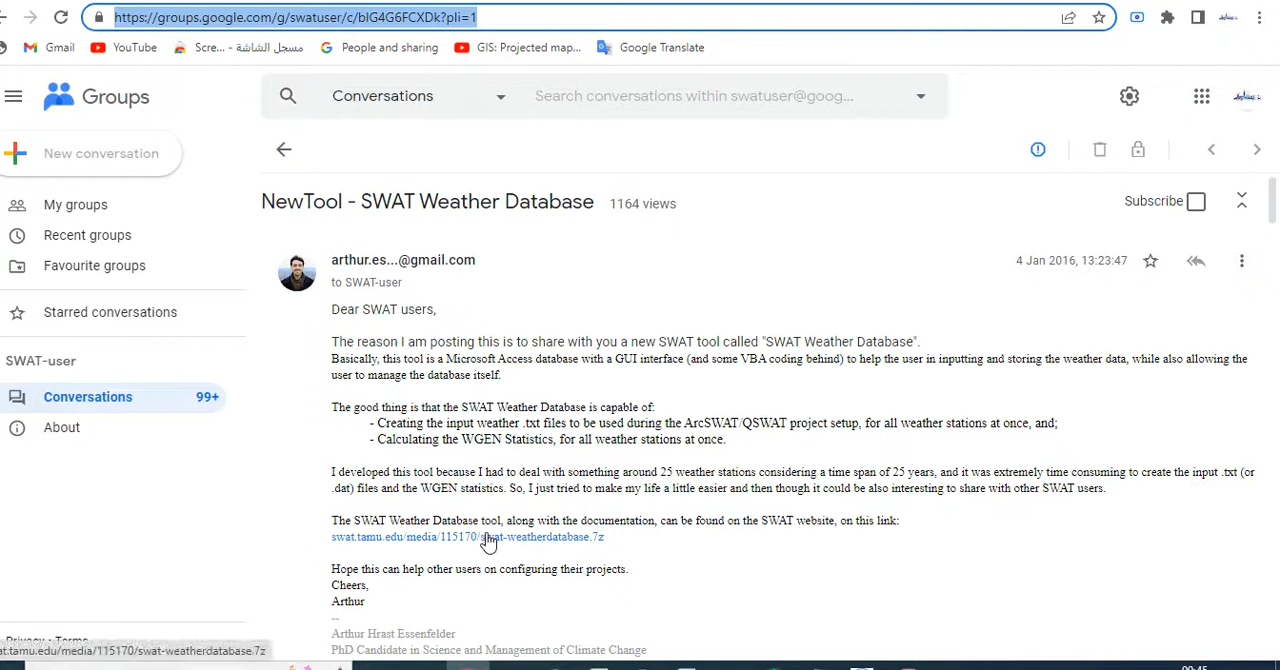 https://groups.google.com/g/swatuser/c/bIG4G6FCXDk?pli=1
Gmail
YouTube
Scre... - مسجل الشاشة
People and sharing
GIS: Projected map...
Google Translate
Groups
Conversations
Search conversations within swatuser@goog...
New conversation
NewTool - SWAT Weather Database 1164 views
Subscribe
My groups
Recent groups
Favourite groups
Starred conversations
SWAT-user
Conversations 99+
About
arthur.es...@gmail.com
4 Jan 2016, 13:23:47
to SWAT-user
Dear SWAT users,
The reason I am posting this is to share with you a new SWAT tool called "SWAT Weather Database".
Basically, this tool is a Microsoft Access database with a GUI interface (and some VBA coding behind) to help the user in inputting and storing the weather data, while also allowing the
user to manage the database itself.
The good thing is that the SWAT Weather Database is capable of:
- Creating the input weather .txt files to be used during the ArcSWAT/QSWAT project setup, for all weather stations at once, and;
- Calculating the WGEN Statistics, for all weather stations at once.
I developed this tool because I had to deal with something around 25 weather stations considering a time span of 25 years, and it was extremely time consuming to create the input .txt (or
.dat) files and the WGEN statistics. So, I just tried to make my life a little easier and then though it could be also interesting to share with other SWAT users.
The SWAT Weather Database tool, along with the documentation, can be found on the SWAT website, on this link:
swat.tamu.edu/media/115170/swat-weatherdatabase.7z
Hope this can help other users on configuring their projects.
Cheers,
Arthur
--
Arthur Hrast Essenfelder
PhD Candidate in Science and Management of Climate Change
Privacy - Terms
at.tamu.edu/media/115170/swat-weatherdatabase.7z
00:45